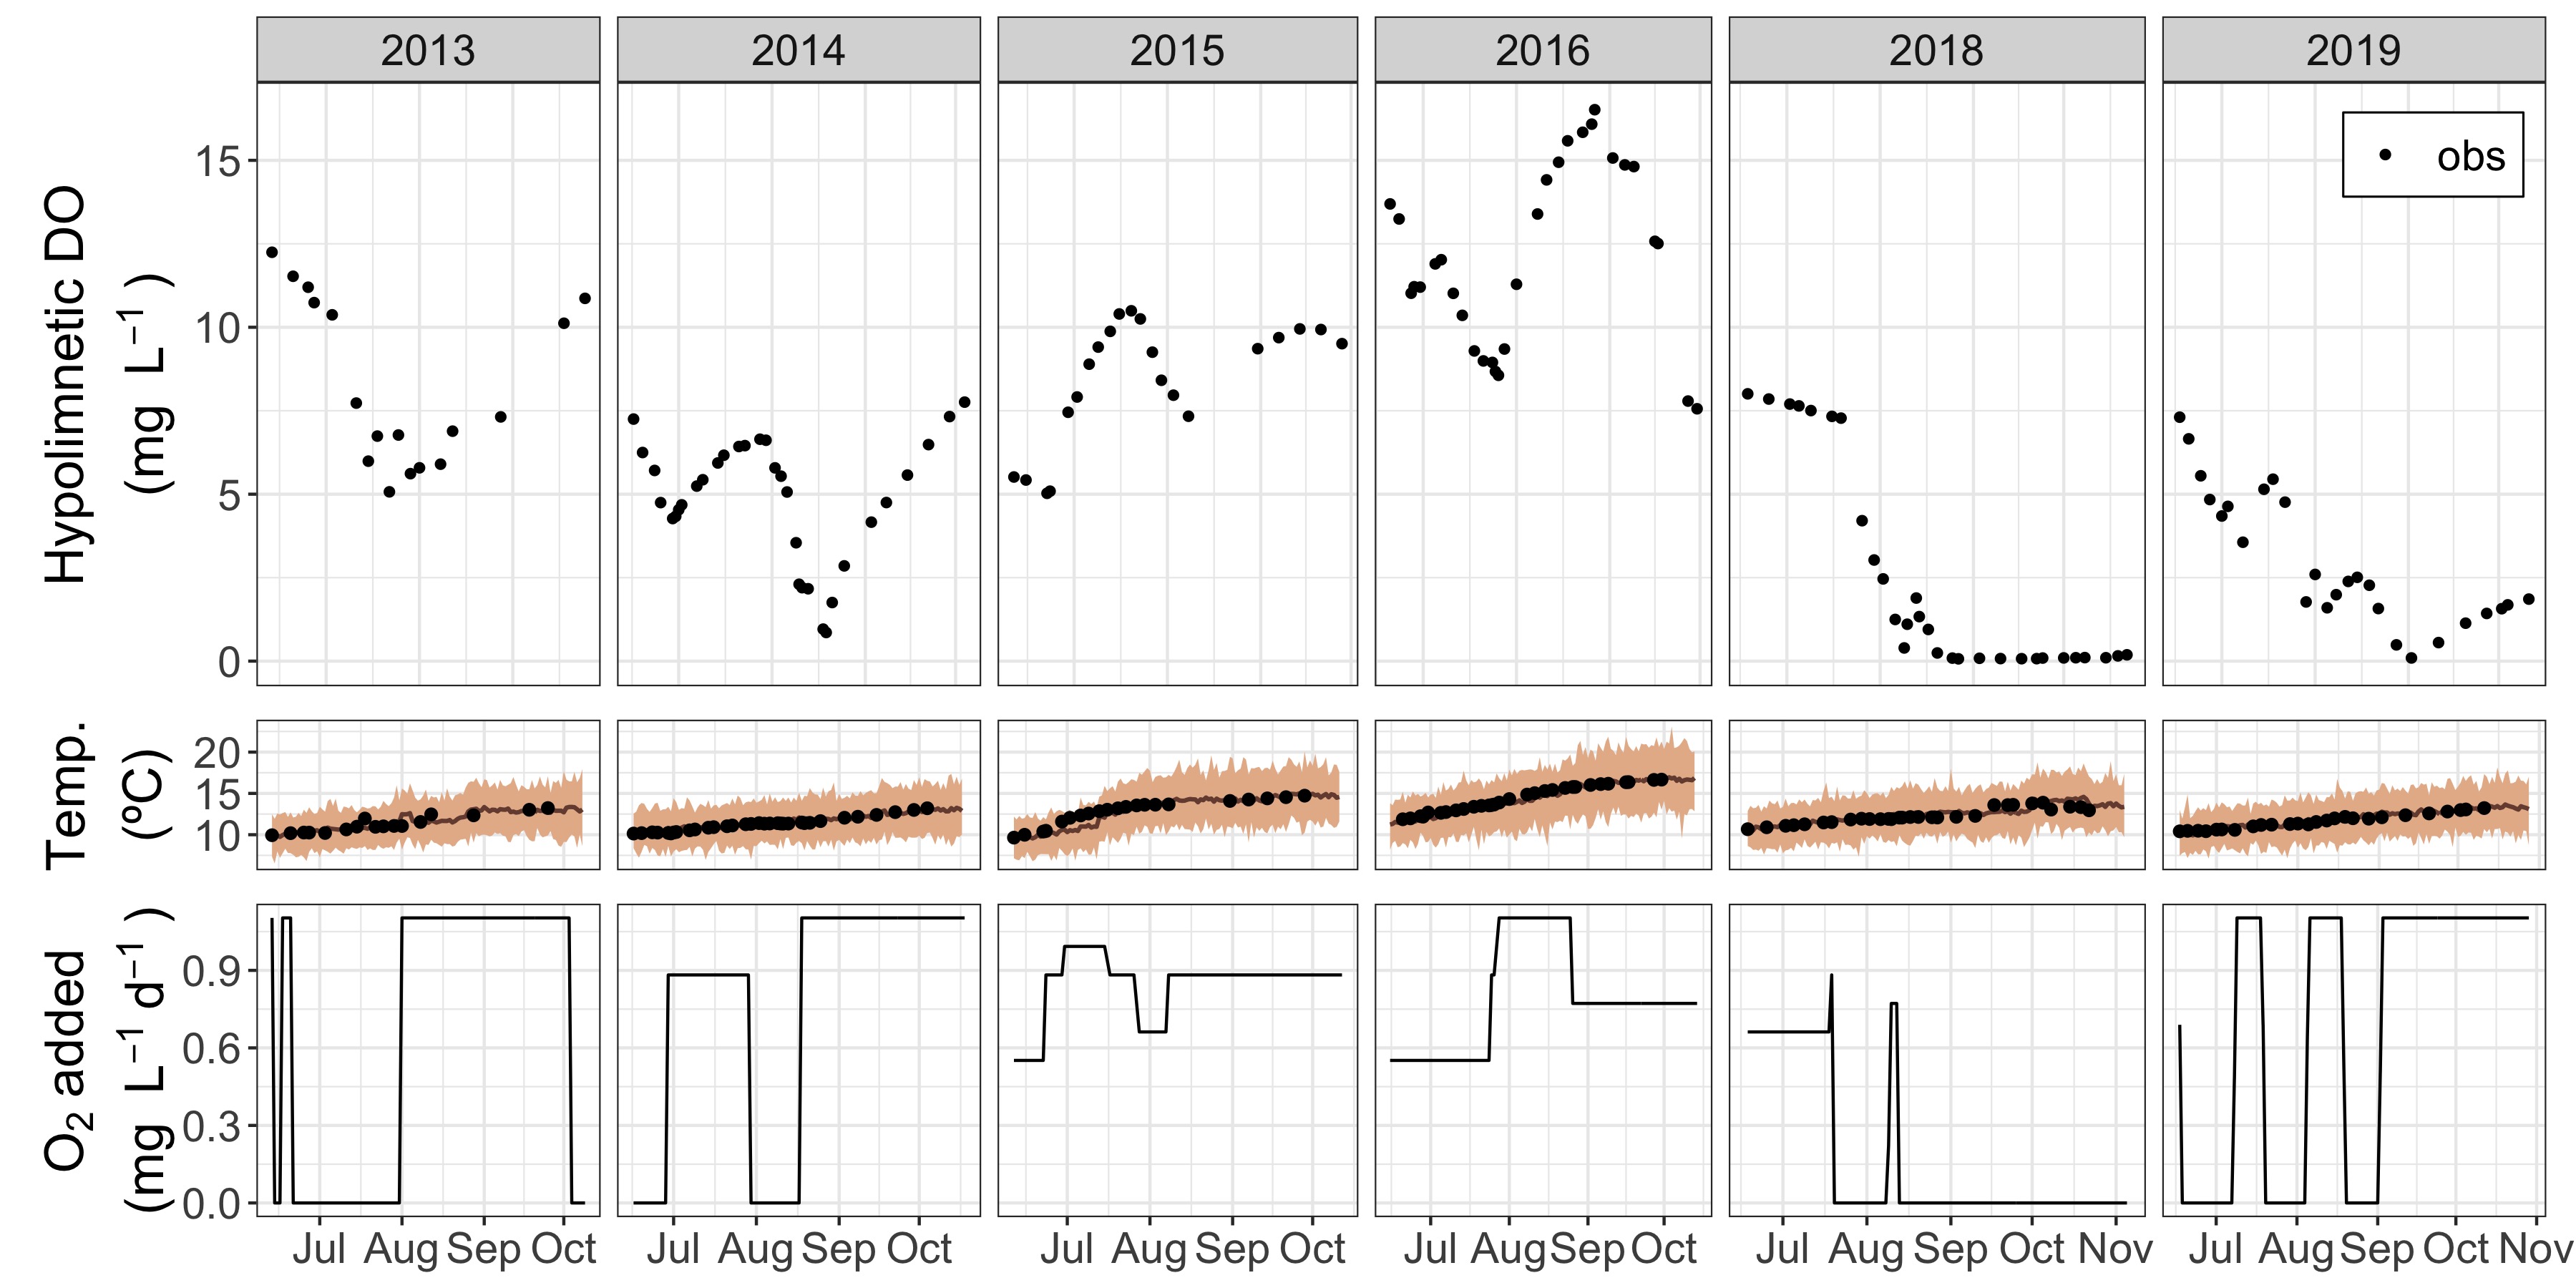 2013 2014 2015 2016 2018 2019
obs
Hypolimnetic DO
(mg L−1)
15
10
5
0
Temp.
(ºC)
20
15
10
O2 added
(mg L−1 d−1)
0.9
0.6
0.3
0.0
Jul Aug Sep Oct Jul Aug Sep Oct Jul Aug Sep Oct Jul Aug Sep Oct Jul Aug Sep Oct Nov Jul Aug Sep Oct Nov